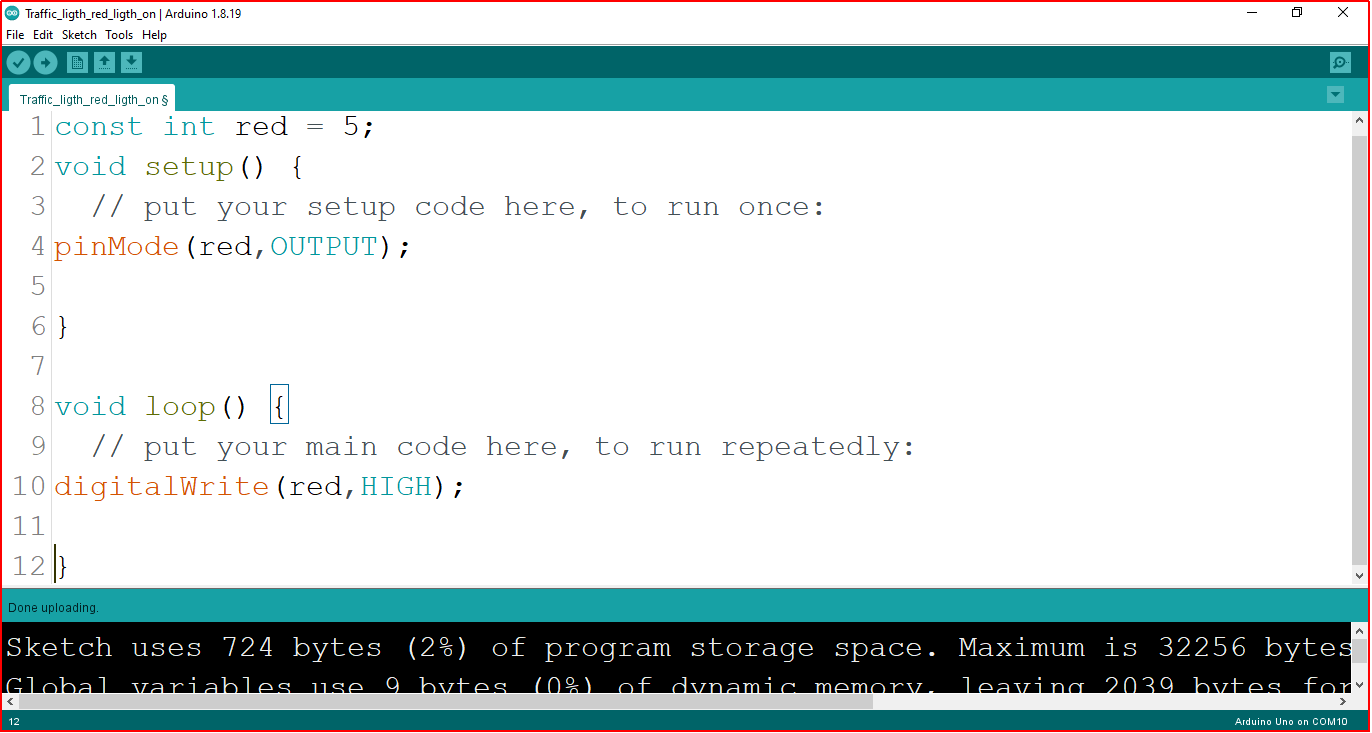 Traffic_ligth_red_ligth_on | Arduino 1.8.19
File Edit Sketch Tools Help
Traffic_ligth_red_ligth_on §
1 const int red = 5;
2 void setup() {
3   // put your setup code here, to run once:
4 pinMode(red,OUTPUT);
5
6 }
7
8 void loop() {
9   // put your main code here, to run repeatedly:
10 digitalWrite(red,HIGH);
11
12 }
Done uploading.
Sketch uses 724 bytes (2%) of program storage space. Maximum is 32256 bytes
Global variables use 9 bytes (0%) of dynamic memory, leaving 2039 bytes for
12 Arduino Uno on COM10